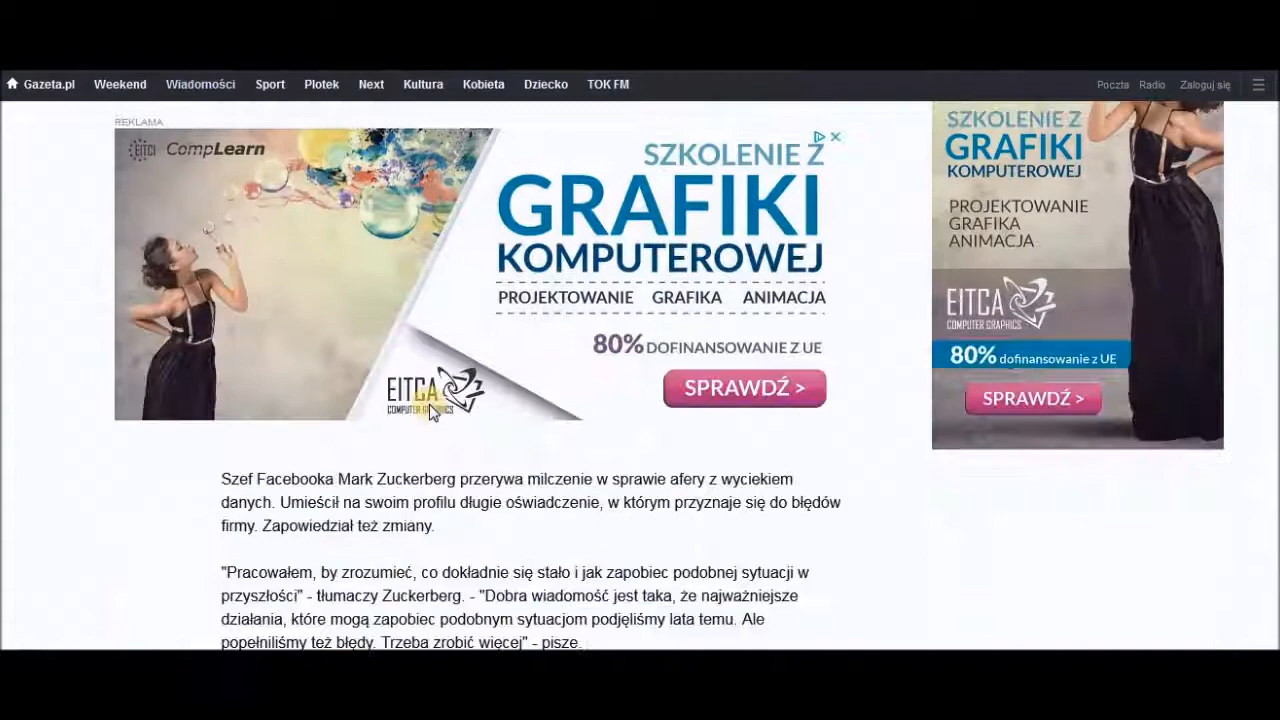 Gazeta.pl Weekend Wiadomości Sport Plotek Next Kultura Kobieta Dziecko TOK FM Poczta Radio Zaloguj się
REKLAMA
EITCI CompLearn
SZKOLENIE Z
GRAFIKI
KOMPUTEROWEJ
PROJEKTOWANIE GRAFIKA ANIMACJA
80% DOFINANSOWANIE Z UE
SPRAWDŹ >
EITCA
COMPUTER GRAPHICS
SZKOLENIE Z
GRAFIKI
KOMPUTEROWEJ
PROJEKTOWANIE
GRAFIKA
ANIMACJA
EITCA
COMPUTER GRAPHICS
80% dofinansowanie z UE
SPRAWDŹ >
Szef Facebooka Mark Zuckerberg przerywa milczenie w sprawie afery z wyciekiem
danych. Umieścił na swoim profilu długie oświadczenie, w którym przyznaje się do błędów
firmy. Zapowiedział też zmiany.
"Pracowałem, by zrozumieć, co dokładnie się stało i jak zapobiec podobnej sytuacji w
przyszłości" - tłumaczy Zuckerberg. - "Dobra wiadomość jest taka, że najważniejsze
działania, które mogą zapobiec podobnym sytuacjom podjęliśmy lata temu. Ale
popełniliśmy też błędy. Trzeba zrobić więcej" - pisze.